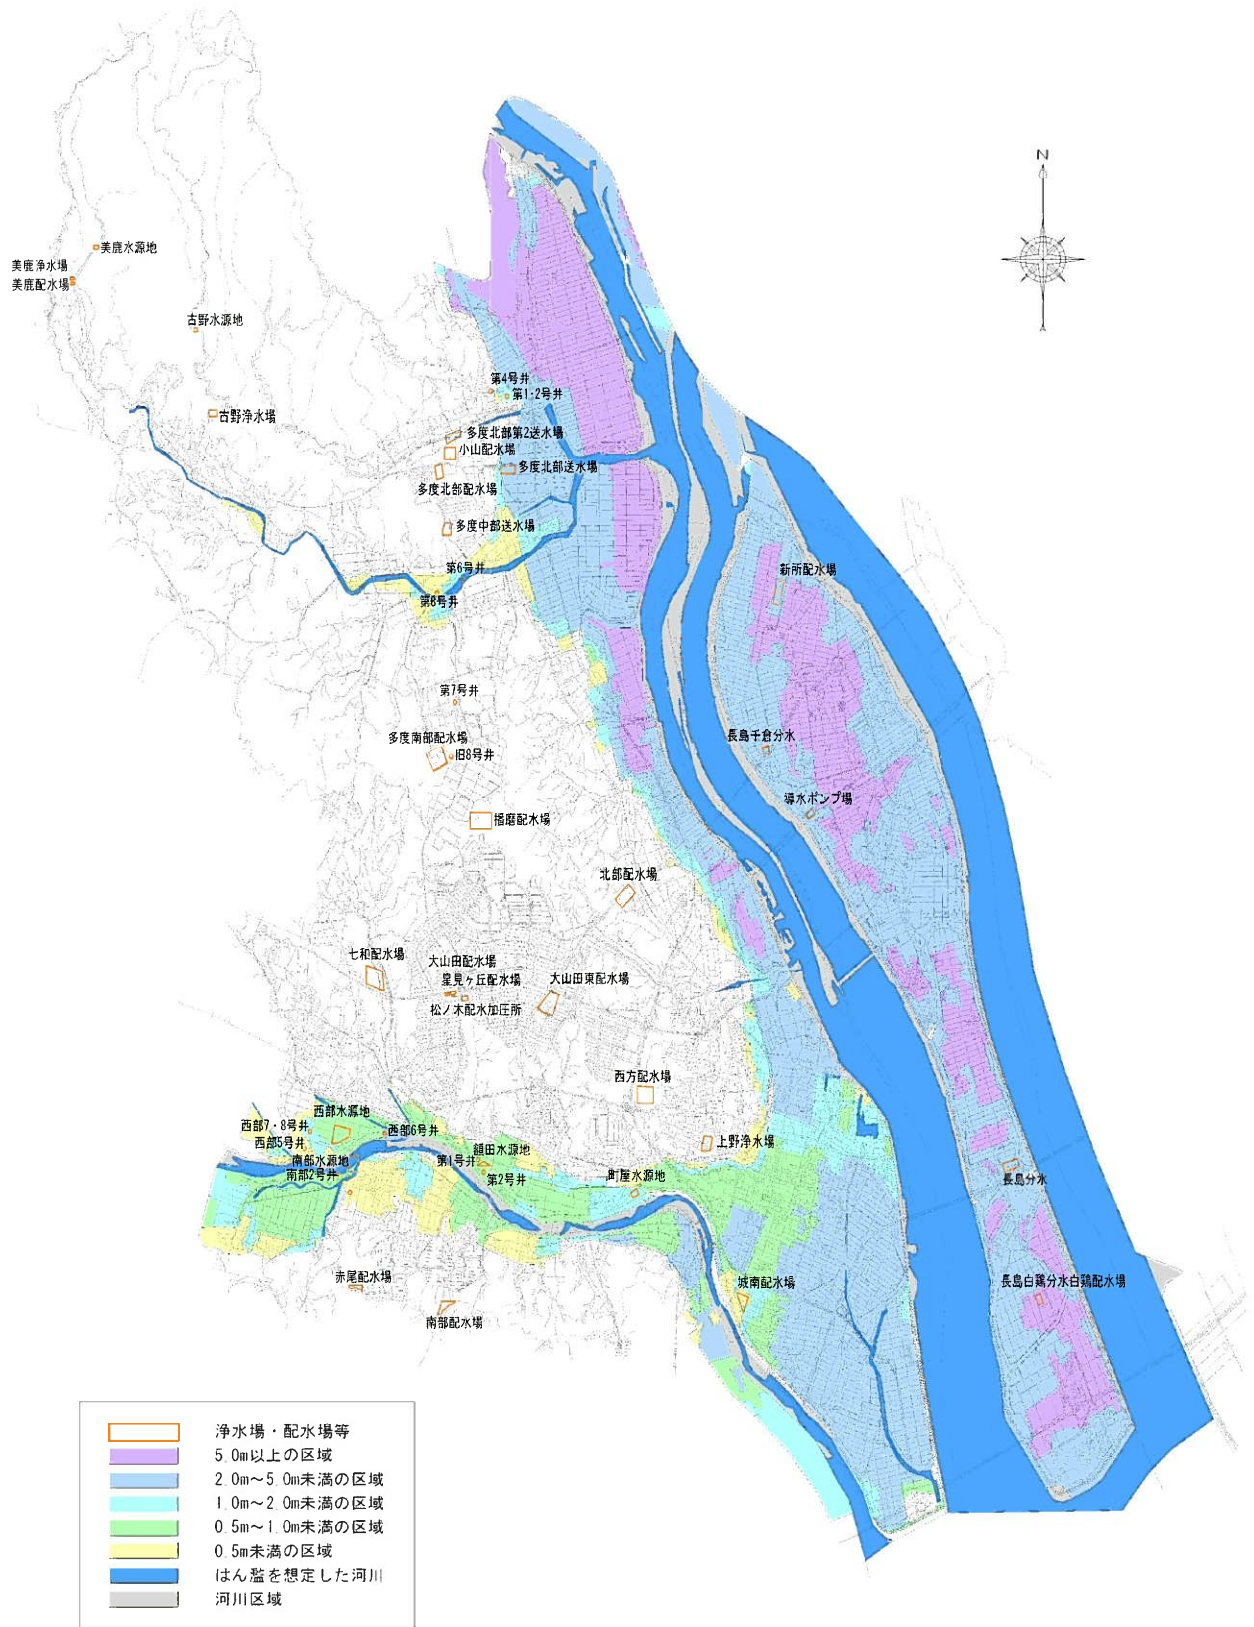 N
美鹿水源地
美鹿浄水場
美鹿配水場
古野水源地
古野浄水場
第4号井
第1・2号井
多度北部第2送水場
小山配水場
多度北部送水場
多度北部配水場
多度中部送水場
第6号井
第8号井
新所配水場
第7号井
多度南部配水場
旧8号井
長島千倉分水
導水ポンプ場
播磨配水場
北部配水場
七和配水場
大山田配水場
星見ヶ丘配水場
大山田東配水場
松ノ木配水加圧所
西方配水場
西部水源地
西部7・8号井
西部6号井
西部5号井
上野浄水場
額田水源地
南部水源地
第1号井
南部2号井
第2号井
町屋水源地
長島分水
赤尾配水場
城南配水場
長島白鶏分水白鶏配水場
南部配水場
浄水場・配水場等
5.0m以上の区域
2.0m～5.0m未満の区域
1.0m～2.0m未満の区域
0.5m～1.0m未満の区域
0.5m未満の区域
はん濫を想定した河川
河川区域